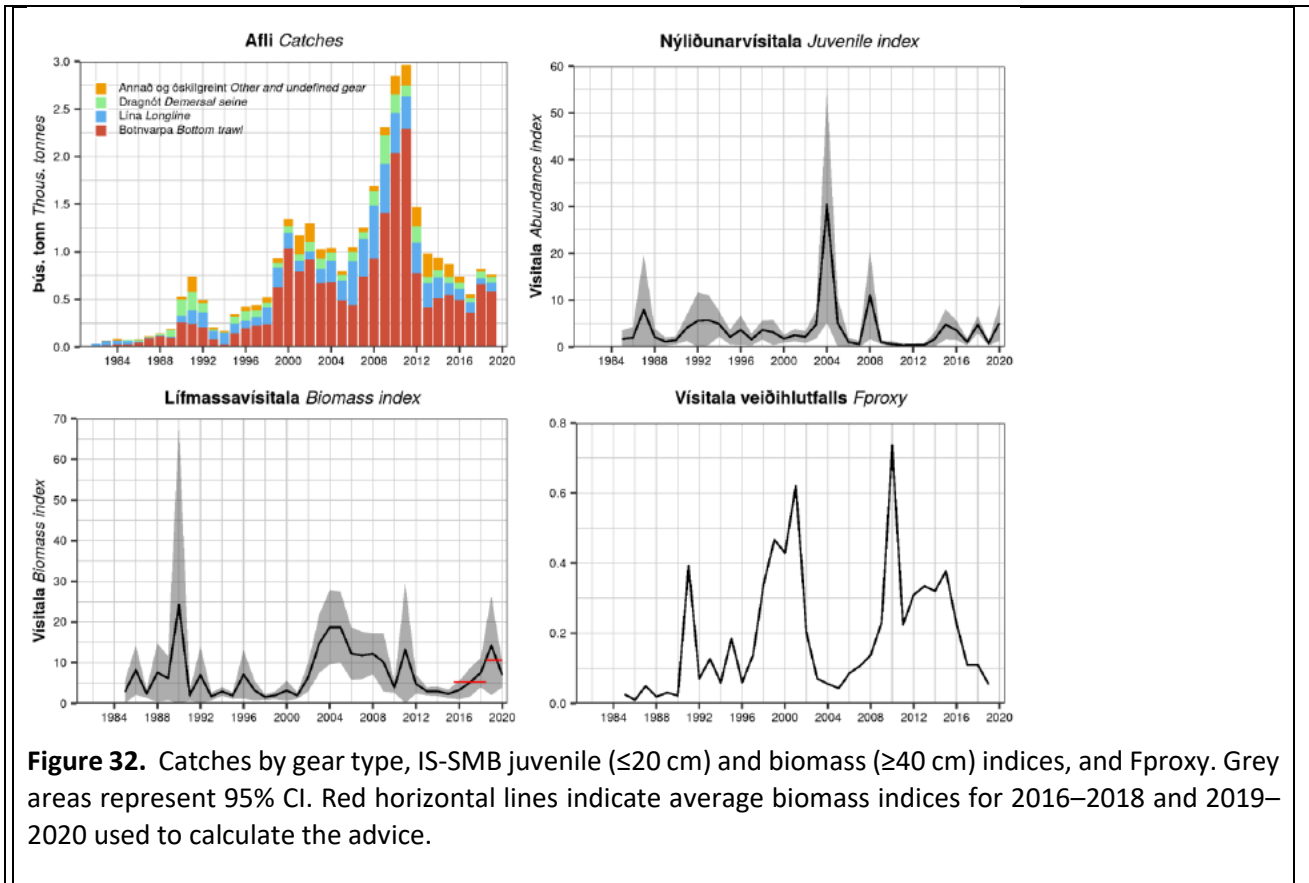 Afli Catches
Þús. tonn Thous. tonnes
3.0
2.5
2.0
1.5
1.0
0.5
0.0
Annað og óskilgreint Other and undefined gear
Dragnót Demersal seine
Lína Longline
Botnvarpa Bottom trawl
1984 1988 1992 1996 2000 2004 2008 2012 2016 2020
Nýliðunarvísitala Juvenile index
Vísitala Abundance index
60
50
40
30
20
10
0
1984 1988 1992 1996 2000 2004 2008 2012 2016 2020
Lífmassavísitala Biomass index
Vísitala Biomass index
70
60
50
40
30
20
10
0
1984 1988 1992 1996 2000 2004 2008 2012 2016 2020
Vísitala veiðihlutfalls Fproxy
0.8
0.6
0.4
0.2
0.0
1984 1988 1992 1996 2000 2004 2008 2012 2016 2020
Figure 32. Catches by gear type, IS-SMB juvenile (≤20 cm) and biomass (≥40 cm) indices, and Fproxy. Grey
areas represent 95% CI. Red horizontal lines indicate average biomass indices for 2016–2018 and 2019–
2020 used to calculate the advice.